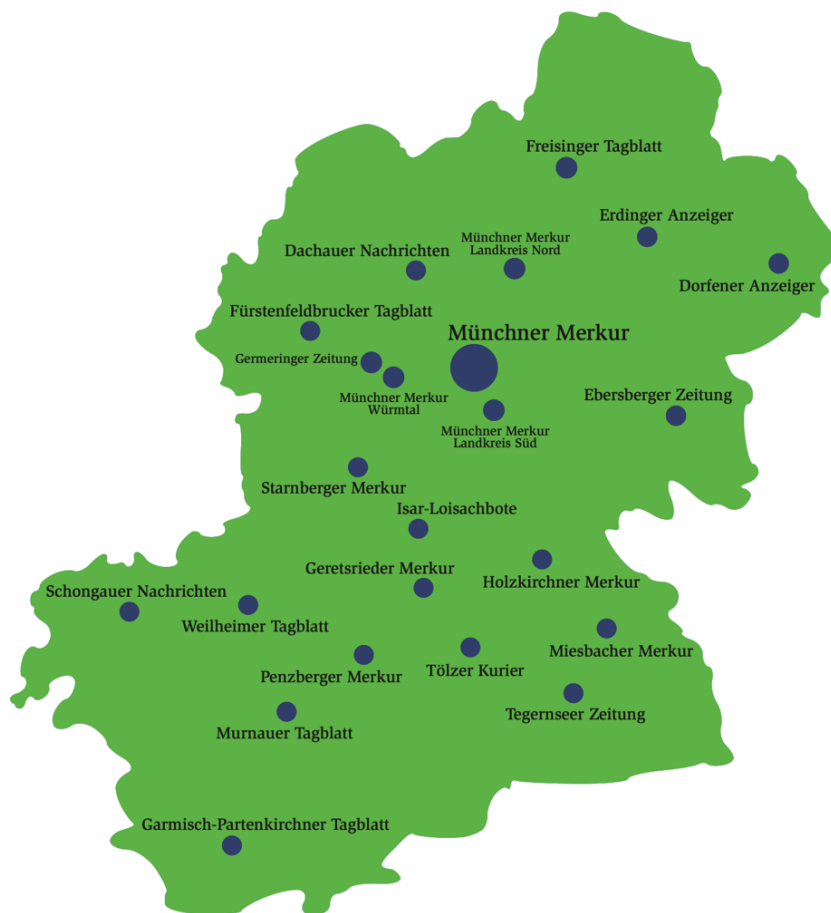 Freisinger Tagblatt
Erdinger Anzeiger
Münchner Merkur
Landkreis Nord
Dachauer Nachrichten
Dorfener Anzeiger
Fürstenfeldbrucker Tagblatt
Münchner Merkur
Germeringer Zeitung
Münchner Merkur
Würmtal
Ebersberger Zeitung
Münchner Merkur
Landkreis Süd
Starnberger Merkur
Isar-Loisachbote
Geretsrieder Merkur
Holzkirchner Merkur
Schongauer Nachrichten
Weilheimer Tagblatt
Miesbacher Merkur
Penzberger Merkur
Tölzer Kurier
Tegernseer Zeitung
Murnauer Tagblatt
Garmisch-Partenkirchner Tagblatt